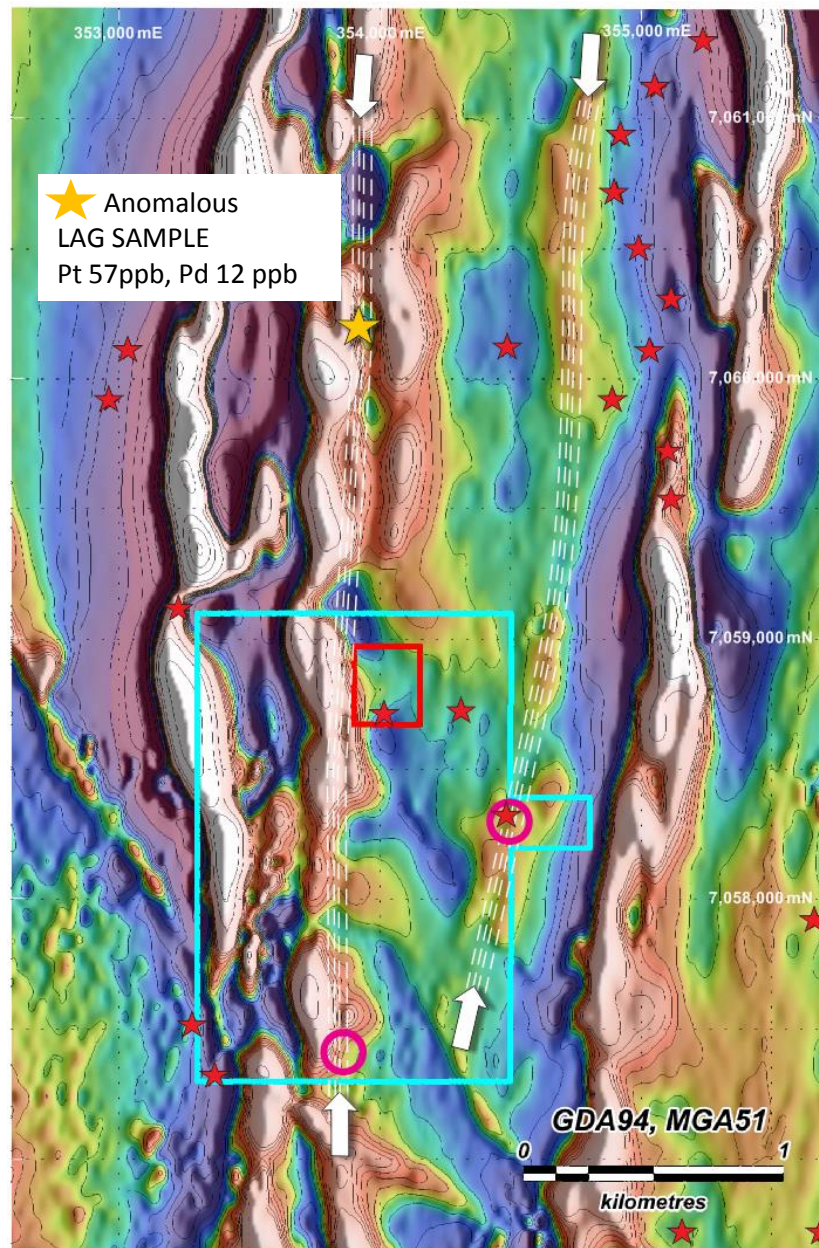 353,000 mE
354,000 mE
355,000 mE
7,061,000 mN
Anomalous
LAG SAMPLE
Pt 57ppb, Pd 12 ppb
7,066,000 mN
7,059,000 mN
7,058,000 mN
GDA94, MGA51
0
1
kilometres